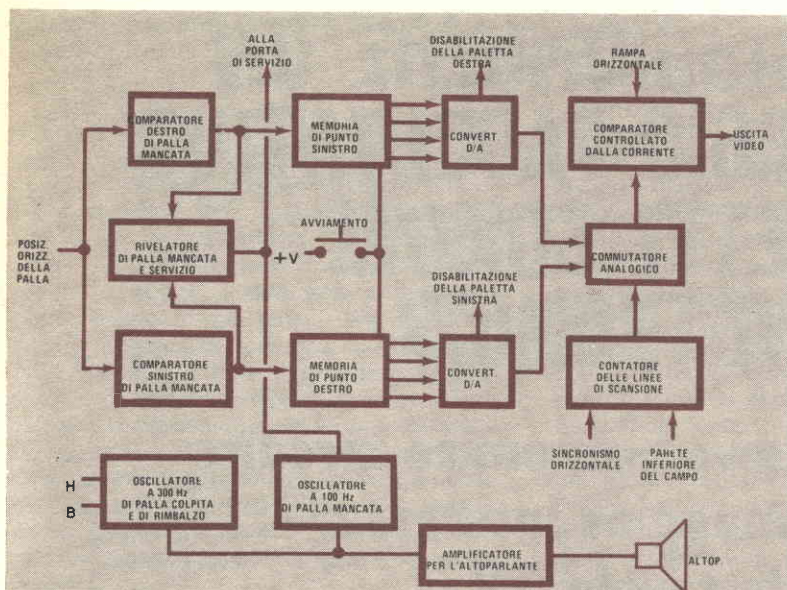 ALLA
PORTA
DI SERVIZIO
DISABILITAZIONE
DELLA PALETTA
DESTRA
RAMPA
ORIZZONTALE
COMPARATORE
DESTRO
DI PALLA
MANCATA
MEMORIA
DI PUNTO
SINISTRO
CONVERT.
D/A
COMPARATORE
CONTROLLATO
DALLA CORRENTE
USCITA
VIDEO
POSIZ.
ORIZZ.
DELLA
PALLA
RIVELATORE
DI PALLA MANCATA
E SERVIZIO
AVVIAMENTO
+V
COMMUTATORE
ANALOGICO
DISABILITAZIONE
DELLA PALETTA
SINISTRA
COMPARATORE
SINISTRO
DI PALLA MANCATA
MEMORIA
DI PUNTO
DESTRO
CONVERT.
D/A
CONTATORE
DELLE LINEE
DI SCANSIONE
SINCRONISMO
ORIZZONTALE
PARETE
INFERIORE
DEL CAMPO
H
B
OSCILLATORE
A 300 Hz
DI PALLA COLPITA
E DI RIMBALZO
OSCILLATORE
A 100 Hz
DI PALLA MANCATA
AMPLIFICATORE
PER L'ALTOPARLANTE
ALTOP.